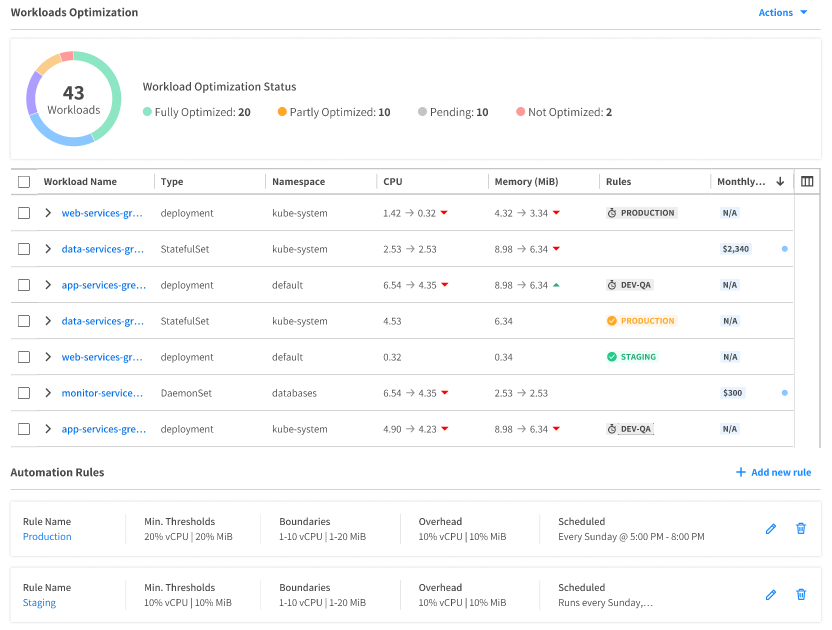 Workloads Optimization Actions
43
Workloads
Workload Optimization Status
Fully Optimized: 20 Partly Optimized: 10 Pending: 10 Not Optimized: 2
Workload Name Type Namespace CPU Memory (MiB) Rules Monthly...
web-services-gr... deployment kube-system 1.42 → 0.32 4.32 → 3.34 PRODUCTION N/A
data-services-gr... StatefulSet kube-system 2.53 → 2.53 8.98 → 6.34 $2,340
app-services-gre... deployment default 6.54 → 4.35 8.98 → 6.34 DEV-QA N/A
data-services-gr... StatefulSet kube-system 4.53 6.34 PRODUCTION N/A
web-services-gr... deployment default 0.32 0.34 STAGING N/A
monitor-service... DaemonSet databases 6.54 → 4.35 2.53 → 2.53 $300
app-services-gre... deployment kube-system 4.90 → 4.23 8.98 → 6.34 DEV-QA N/A
Automation Rules + Add new rule
Rule Name Min. Thresholds Boundaries Overhead Scheduled
Production 20% vCPU | 20% MiB 1-10 vCPU | 1-20 MiB 10% vCPU | 10% MiB Every Sunday @ 5:00 PM - 8:00 PM
Rule Name Min. Thresholds Boundaries Overhead Scheduled
Staging 10% vCPU | 10% MiB 1-10 vCPU | 1-20 MiB 10% vCPU | 10% MiB Runs every Sunday,...